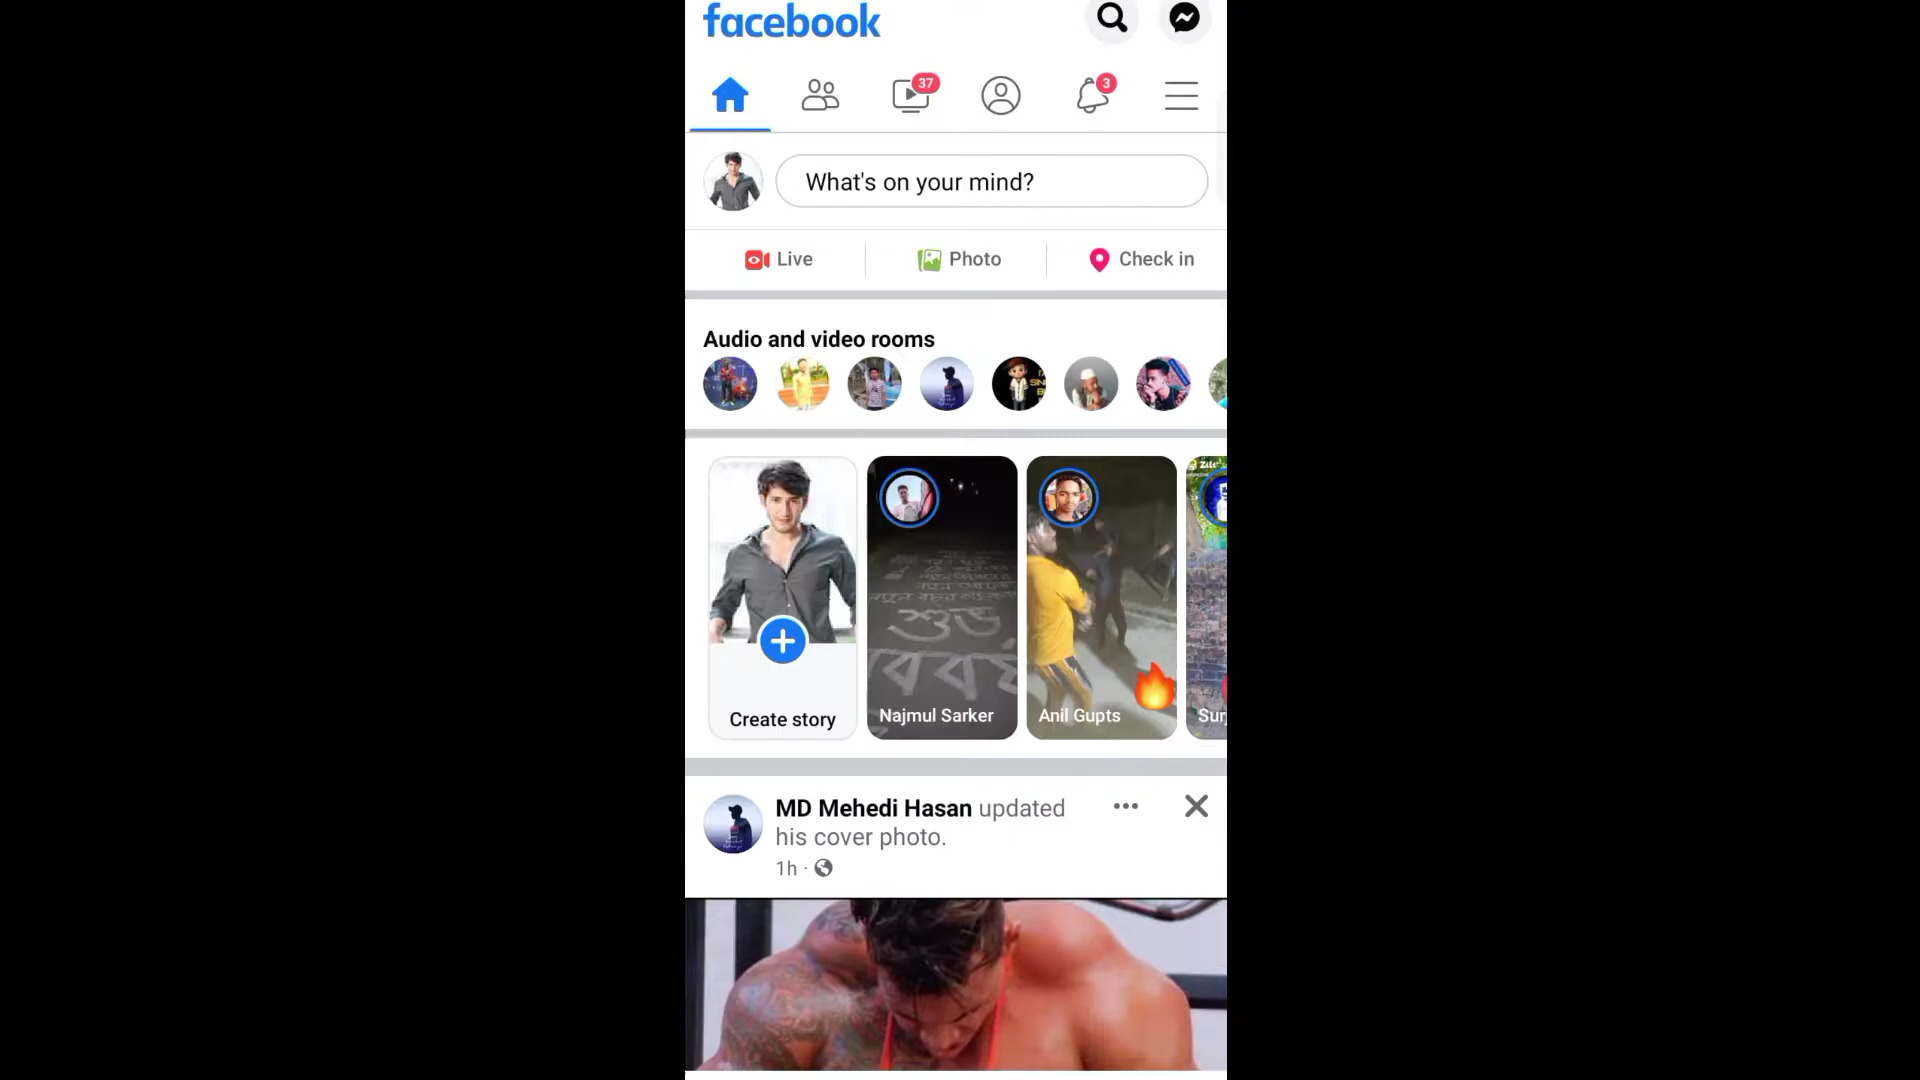 facebook
37
3
What's on your mind?
Live
Photo
Check in
Audio and video rooms
শুভ
Najmul Sarker
Anil Gupts
MD Mehedi Hasan updated
his cover photo.
1h ·
Create story